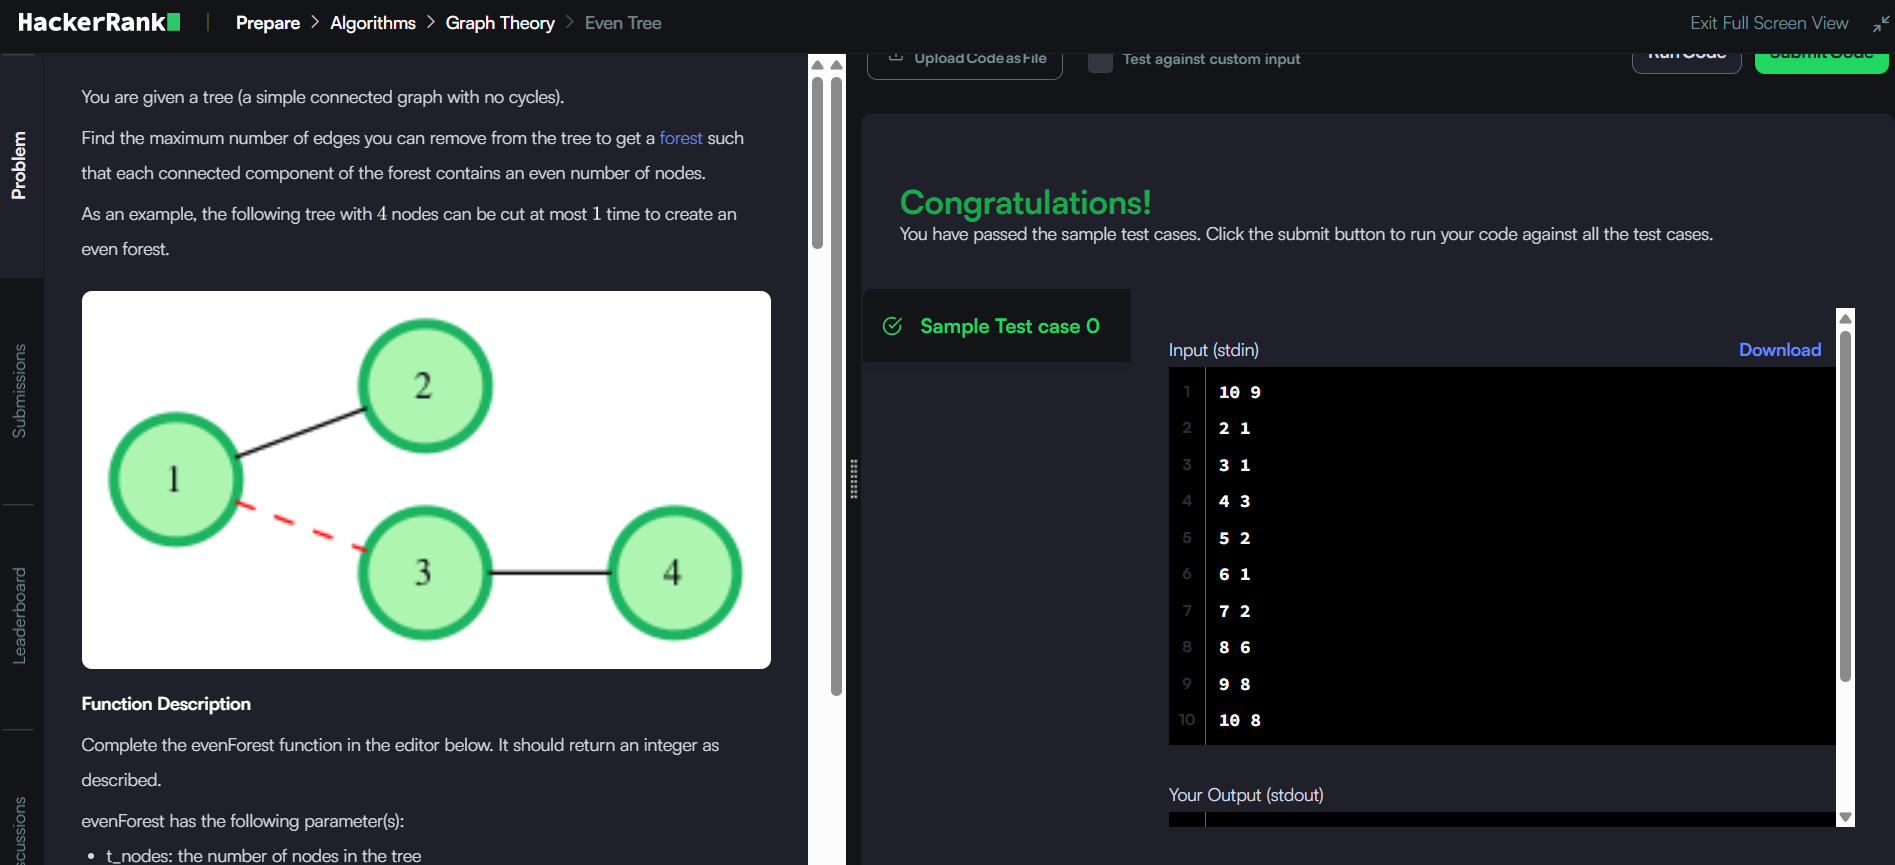 HackerRank
Prepare > Algorithms > Graph Theory > Even Tree
Exit Full Screen View
Problem
Submissions
Leaderboard
You are given a tree (a simple connected graph with no cycles).
Find the maximum number of edges you can remove from the tree to get a forest such
that each connected component of the forest contains an even number of nodes.
As an example, the following tree with 4 nodes can be cut at most 1 time to create an
even forest.
2
1
3
4
Function Description
Complete the evenForest function in the editor below. It should return an integer as
described.
evenForest has the following parameter(s):
• t_nodes: the number of nodes in the tree
Upload Code as File
Test against custom input
Run Code
Submit Code
Congratulations!
You have passed the sample test cases. Click the submit button to run your code against all the test cases.
Sample Test case 0
Input (stdin)
Download
1 10 9
2 2 1
3 3 1
4 4 3
5 5 2
6 6 1
7 7 2
8 8 6
9 9 8
10 10 8
Your Output (stdout)